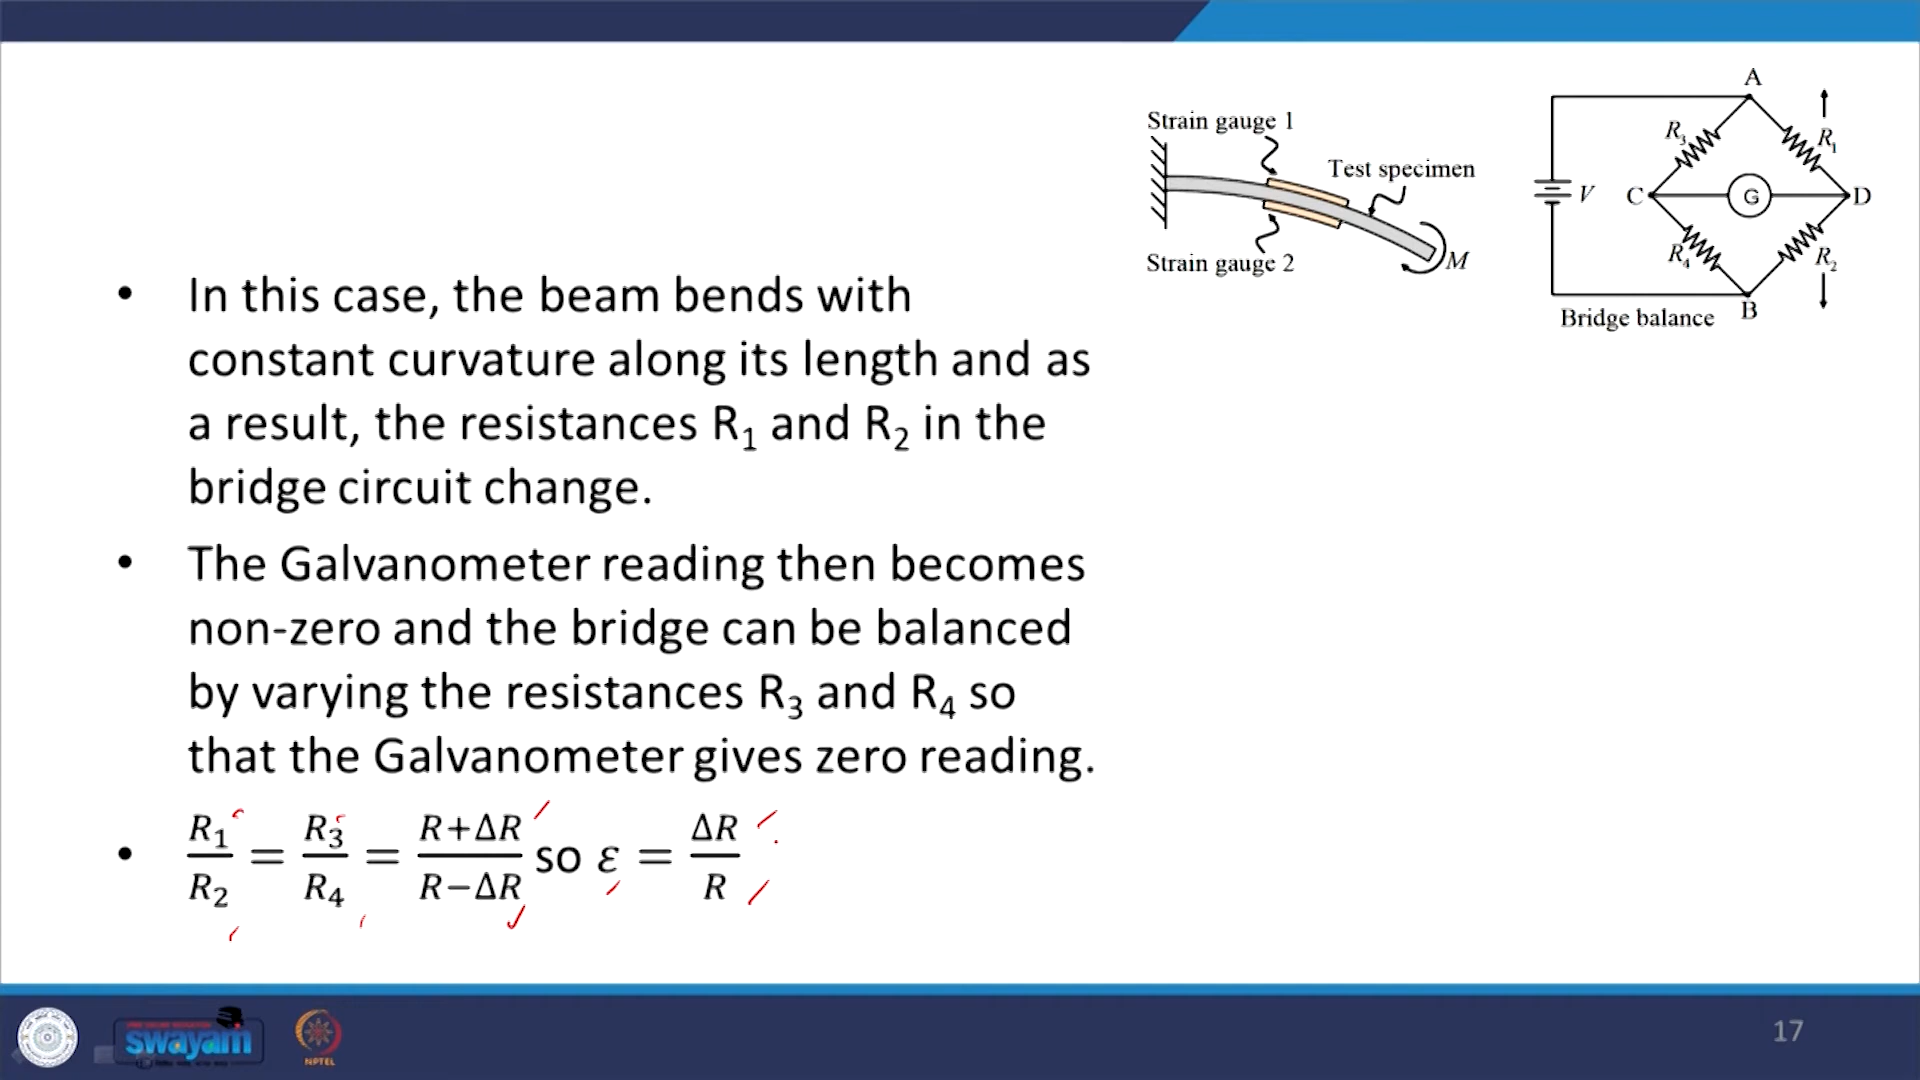 • In this case, the beam bends with
constant curvature along its length and as
a result, the resistances R₁ and R₂ in the
bridge circuit change.
• The Galvanometer reading then becomes
non-zero and the bridge can be balanced
by varying the resistances R₃ and R₄ so
that the Galvanometer gives zero reading.
• R₁/R₂ = R₃/R₄ = (R+ΔR)/(R−ΔR) so ε = ΔR/R
Strain gauge 1
Test specimen
Strain gauge 2
M
A
R₃
R₁
V
C
G
D
R₄
R₂
B
Bridge balance
swayam
NPTEL
17